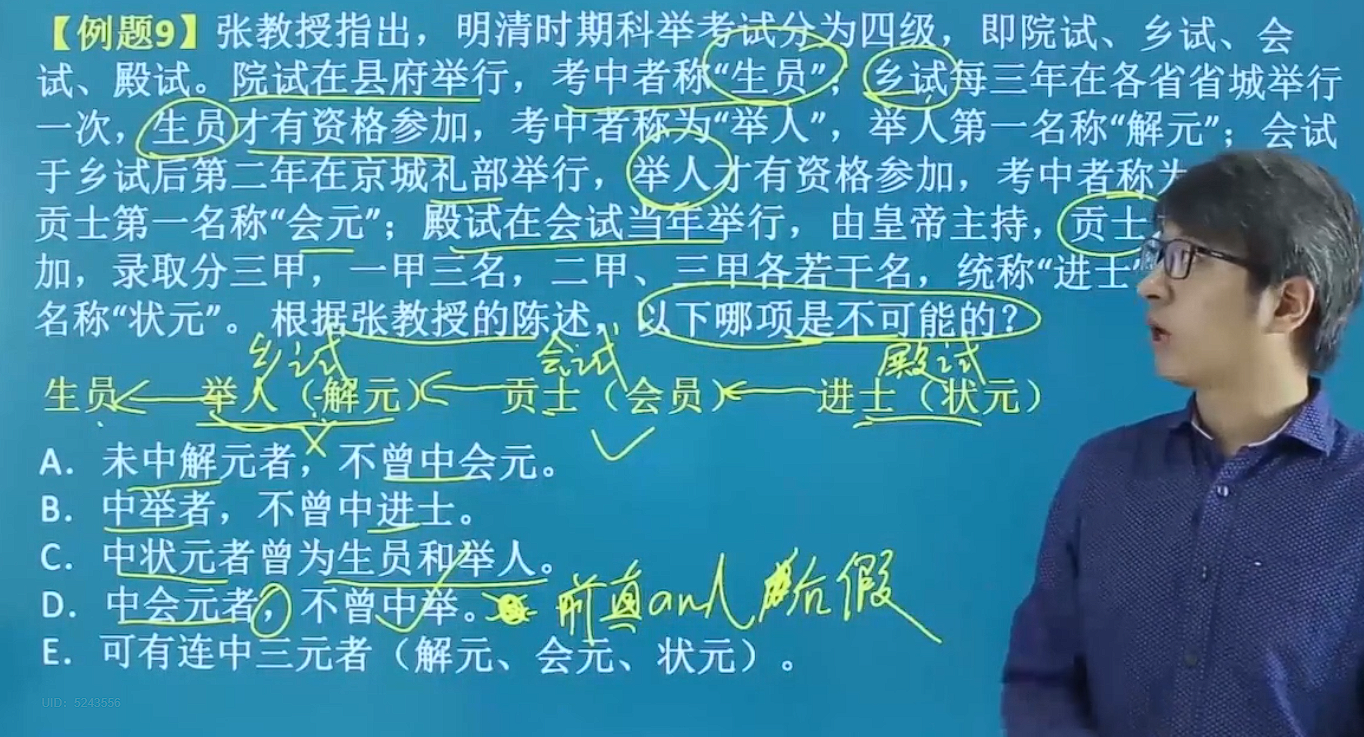 【例题9】张教授指出，明清时期科举考试分为四级，即院试、乡试、会
试、殿试。院试在县府举行，考中者称“生员”，乡试每三年在各省省城举行
一次，生员才有资格参加，考中者称为“举人”，举人第一名称“解元”；会试
于乡试后第二年在京城礼部举行，举人才有资格参加，考中者称为
贡士第一名称“会元”；殿试在会试当年举行，由皇帝主持，贡士
加，录取分三甲，一甲三名，二甲、三甲各若干名，统称“进士”
名称“状元”。根据张教授的陈述，以下哪项是不可能的？
乡试 会试 殿试
生员 举人（解元） 贡士（会员） 进士（状元）
A．未中解元者，不曾中会元。
B．中举者，不曾中进士。
C．中状元者曾为生员和举人。
D．中会元者，不曾中举。 前真 and 后假
E．可有连中三元者（解元、会元、状元）。
UID：5243556